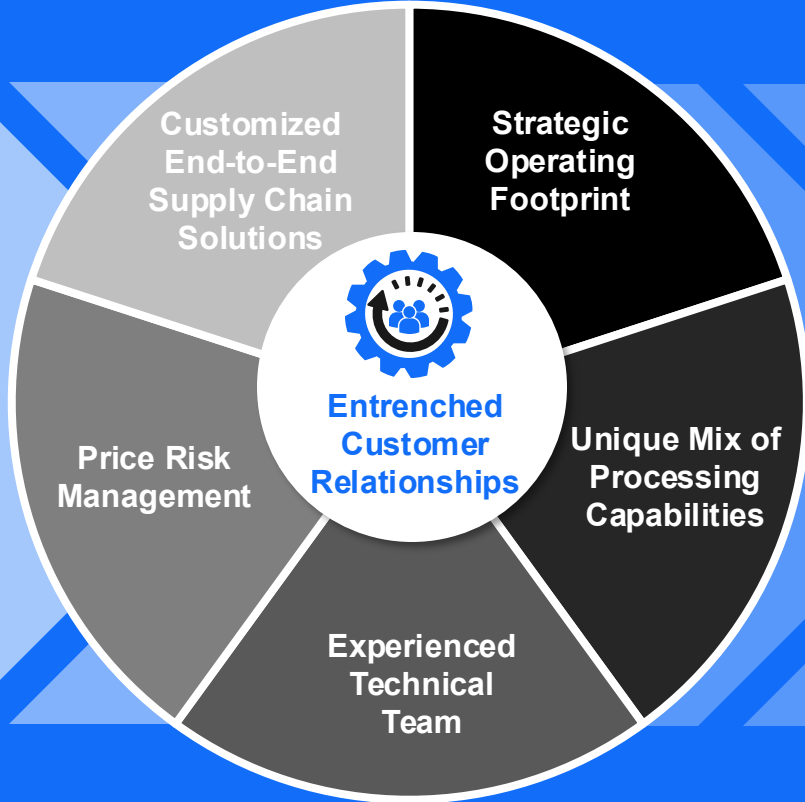 Customized
End-to-End
Supply Chain
Solutions
Strategic
Operating
Footprint
Entrenched
Customer
Relationships
Price Risk
Management
Unique Mix of
Processing
Capabilities
Experienced
Technical
Team